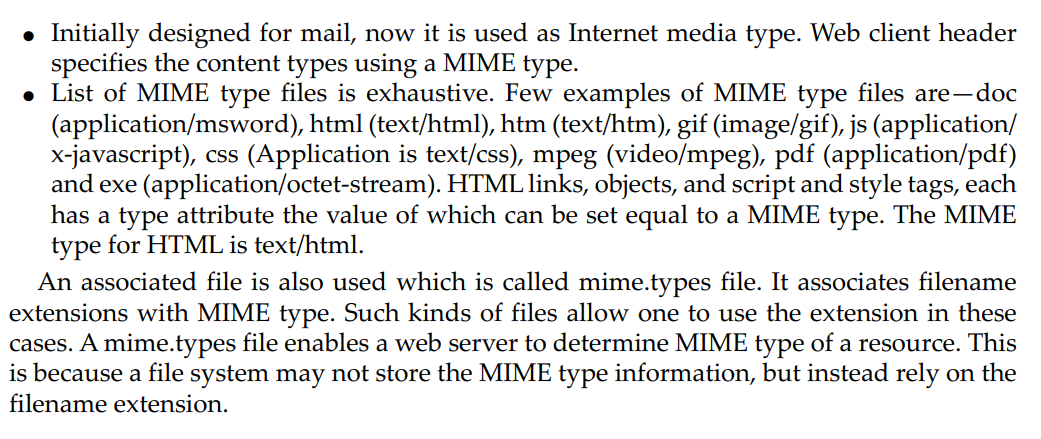 ● Initially designed for mail, now it is used as Internet media type. Web client header
specifies the content types using a MIME type.
● List of MIME type files is exhaustive. Few examples of MIME type files are—doc
(application/msword), html (text/html), htm (text/htm), gif (image/gif), js (application/
x-javascript), css (Application is text/css), mpeg (video/mpeg), pdf (application/pdf)
and exe (application/octet-stream). HTML links, objects, and script and style tags, each
has a type attribute the value of which can be set equal to a MIME type. The MIME
type for HTML is text/html.
An associated file is also used which is called mime.types file. It associates filename
extensions with MIME type. Such kinds of files allow one to use the extension in these
cases. A mime.types file enables a web server to determine MIME type of a resource. This
is because a file system may not store the MIME type information, but instead rely on the
filename extension.